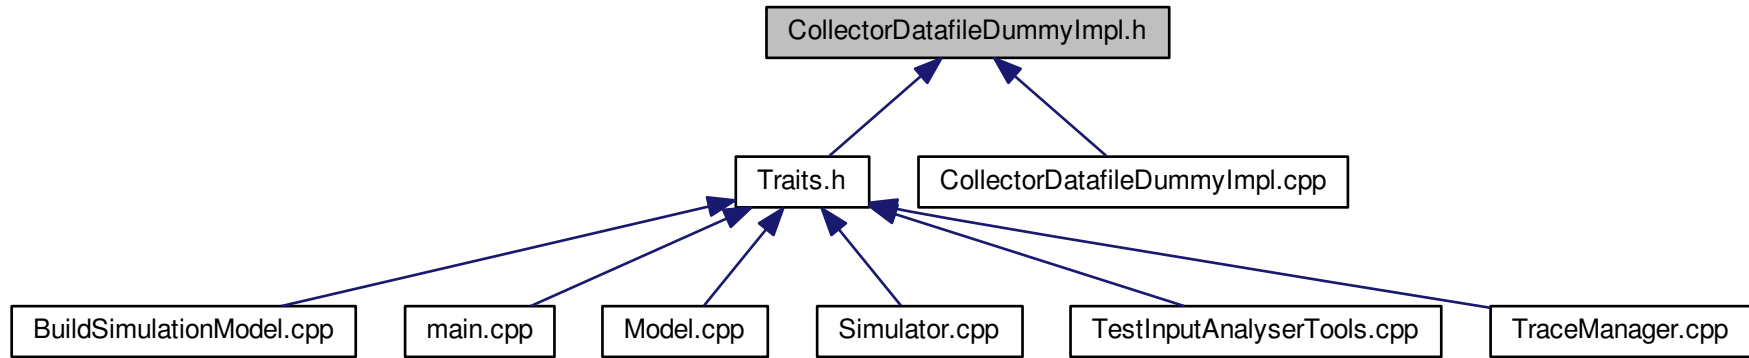 CollectorDatafileDummyImpl.h
Traits.h
CollectorDatafileDummyImpl.cpp
BuildSimulationModel.cpp
main.cpp
Model.cpp
Simulator.cpp
TestInputAnalyserTools.cpp
TraceManager.cpp